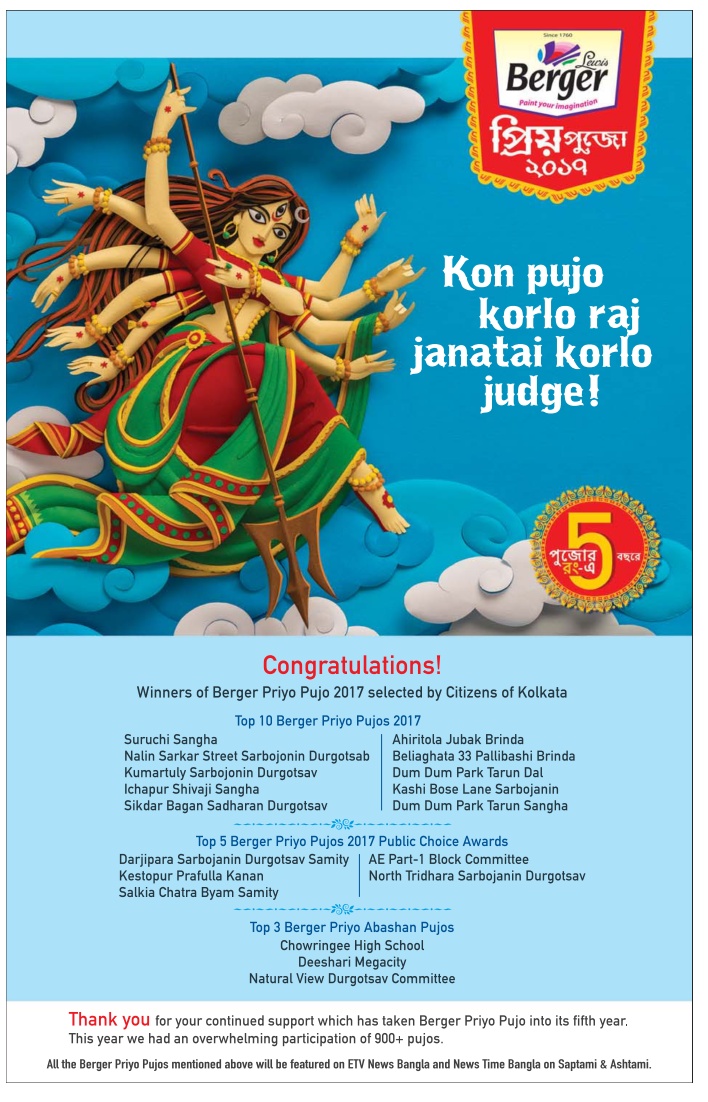 Since 1760
Lewis
Berger
Paint your imagination
প্রিয় পুজো
২০১৭
Kon pujo
korlo raj
janatai korlo
judge!
5
পুজোর
রং-এ
বছরে
Congratulations!
Winners of Berger Priyo Pujo 2017 selected by Citizens of Kolkata
Top 10 Berger Priyo Pujos 2017
Suruchi Sangha
Nalin Sarkar Street Sarbojonin Durgotsab
Kumartuly Sarbojonin Durgotsav
Ichapur Shivaji Sangha
Sikdar Bagan Sadharan Durgotsav
Ahiritola Jubak Brinda
Beliaghata 33 Pallibashi Brinda
Dum Dum Park Tarun Dal
Kashi Bose Lane Sarbojanin
Dum Dum Park Tarun Sangha
Top 5 Berger Priyo Pujos 2017 Public Choice Awards
Darjipara Sarbojanin Durgotsav Samity
Kestopur Prafulla Kanan
Salkia Chatra Byam Samity
AE Part-1 Block Committee
North Tridhara Sarbojanin Durgotsav
Top 3 Berger Priyo Abashan Pujos
Chowringee High School
Deeshari Megacity
Natural View Durgotsav Committee
Thank you for your continued support which has taken Berger Priyo Pujo into its fifth year.
This year we had an overwhelming participation of 900+ pujos.
All the Berger Priyo Pujos mentioned above will be featured on ETV News Bangla and News Time Bangla on Saptami & Ashtami.